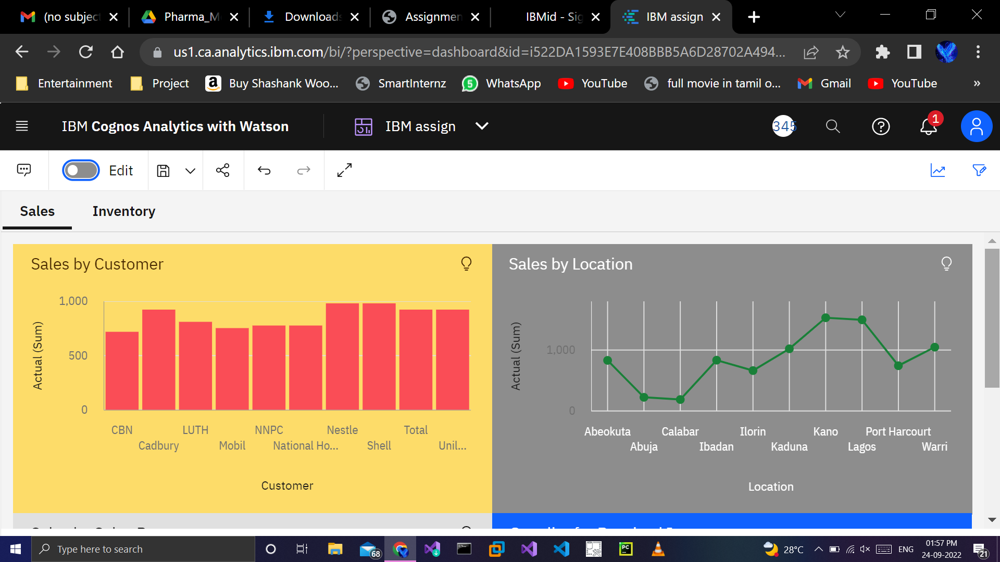 (no subject
Pharma_M
Downloads
Assignmen
IBMid - Sig
IBM assign
us1.ca.analytics.ibm.com/bi/?perspective=dashboard&id=i522DA1593E7E408BBB5A6D28702A494...
Entertainment
Project
Buy Shashank Woo...
SmartInternz
5
WhatsApp
YouTube
full movie in tamil o...
Gmail
YouTube
»
IBM Cognos Analytics with Watson
IBM assign
345
1
Edit
Sales
Inventory
Sales by Customer
Actual (Sum)
1,000
500
0
CBN
Cadbury
LUTH
Mobil
NNPC
National Ho...
Nestle
Shell
Total
Unil...
Customer
Sales by Location
Actual (Sum)
1,000
0
Abeokuta
Abuja
Calabar
Ibadan
Ilorin
Kaduna
Kano
Lagos
Port Harcourt
Warri
Location
Type here to search
68
PC
28°C
ENG
01:57 PM
24-09-2022
21